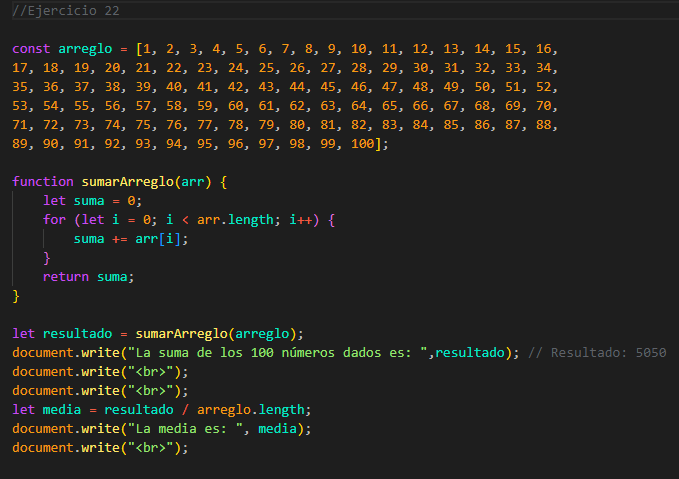 //Ejercicio 22
const arreglo = [1, 2, 3, 4, 5, 6, 7, 8, 9, 10, 11, 12, 13, 14, 15, 16,
17, 18, 19, 20, 21, 22, 23, 24, 25, 26, 27, 28, 29, 30, 31, 32, 33, 34,
35, 36, 37, 38, 39, 40, 41, 42, 43, 44, 45, 46, 47, 48, 49, 50, 51, 52,
53, 54, 55, 56, 57, 58, 59, 60, 61, 62, 63, 64, 65, 66, 67, 68, 69, 70,
71, 72, 73, 74, 75, 76, 77, 78, 79, 80, 81, 82, 83, 84, 85, 86, 87, 88,
89, 90, 91, 92, 93, 94, 95, 96, 97, 98, 99, 100];
function sumarArreglo(arr) {
    let suma = 0;
    for (let i = 0; i < arr.length; i++) {
        suma += arr[i];
    }
    return suma;
}
let resultado = sumarArreglo(arreglo);
document.write("La suma de los 100 números dados es: ",resultado); // Resultado: 5050
document.write("<br>");
document.write("<br>");
let media = resultado / arreglo.length;
document.write("La media es: ", media);
document.write("<br>");